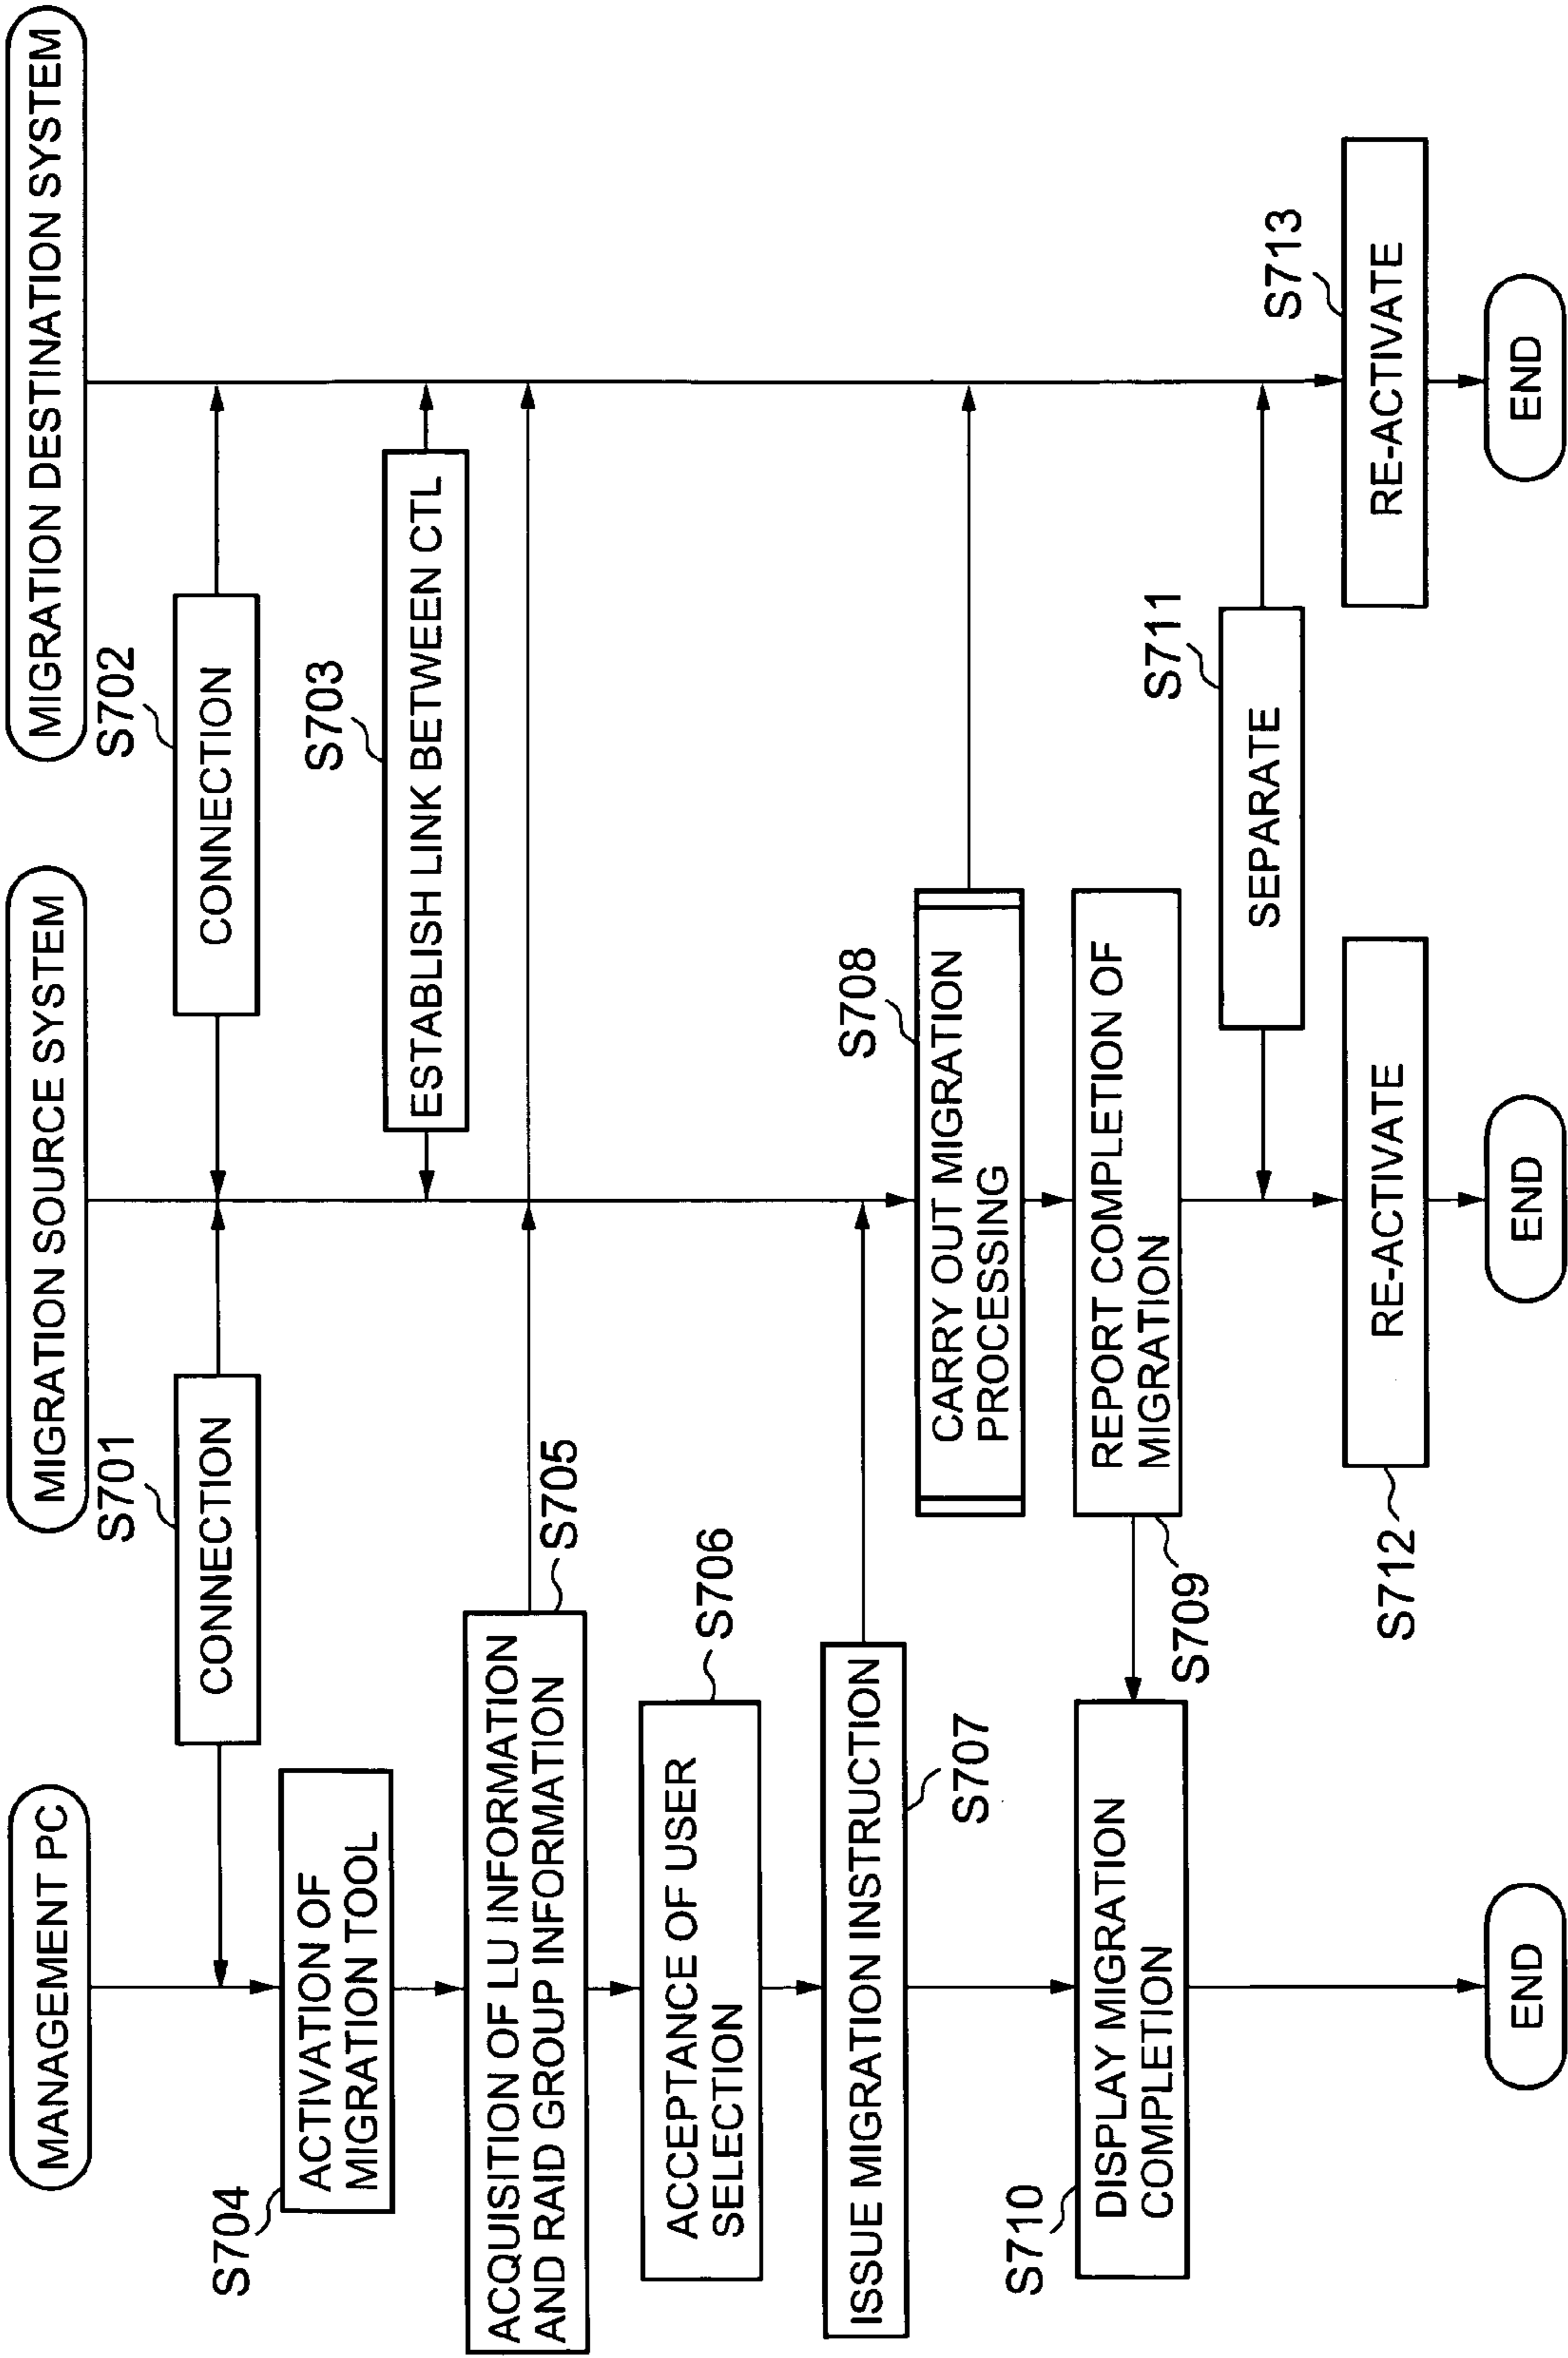 MANAGEMENT PC
MIGRATION SOURCE SYSTEM
MIGRATION DESTINATION SYSTEM
S701
CONNECTION
S702
CONNECTION
S704
ACTIVATION OF
MIGRATION TOOL
S703
ESTABLISH LINK BETWEEN CTL
ACQUISITION OF LU INFORMATION
AND RAID GROUP INFORMATION
S705
ACCEPTANCE OF USER
SELECTION
S706
ISSUE MIGRATION INSTRUCTION
S707
S708
CARRY OUT MIGRATION
PROCESSING
S710
DISPLAY MIGRATION
COMPLETION
REPORT COMPLETION OF
MIGRATION
S709
S711
SEPARATE
S712
RE-ACTIVATE
S713
RE-ACTIVATE
END
END
END